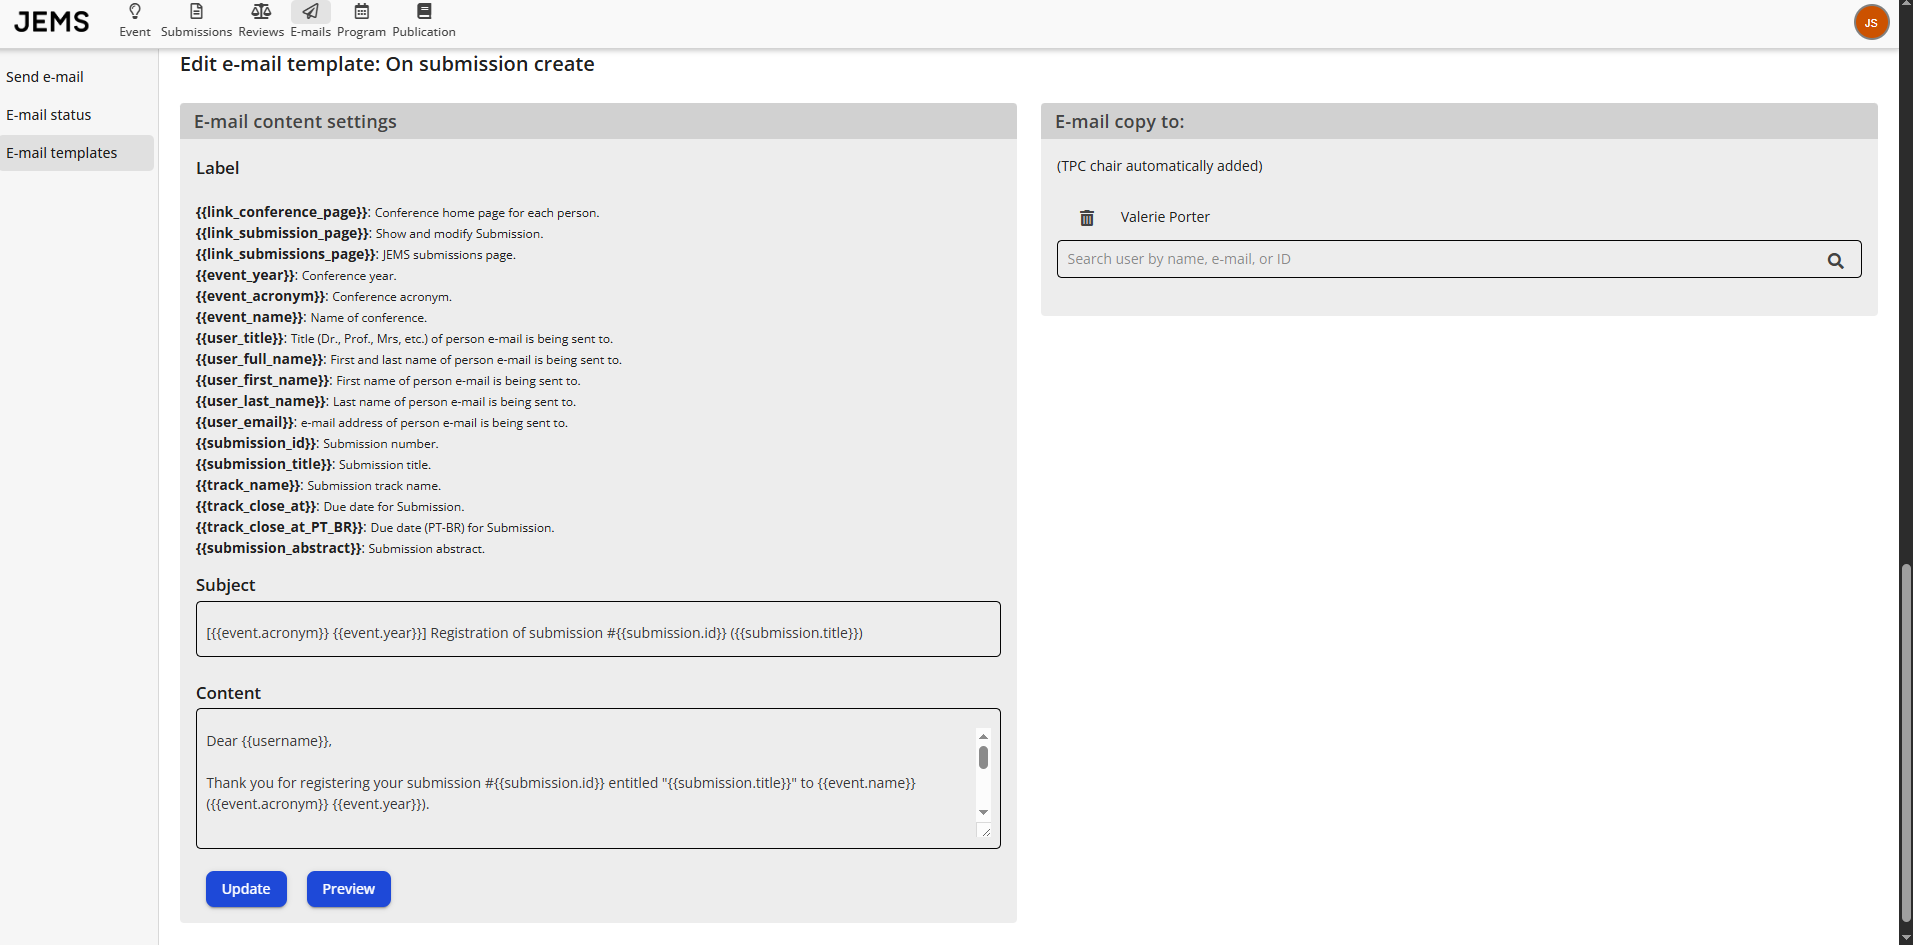 JEMS
Event
Submissions
Reviews
E-mails
Program
Publication
JS
Send e-mail
E-mail status
E-mail templates
Edit e-mail template: On submission create
E-mail content settings
Label
{{link_conference_page}}: Conference home page for each person.
{{link_submission_page}}: Show and modify Submission.
{{link_submissions_page}}: JEMS submissions page.
{{event_year}}: Conference year.
{{event_acronym}}: Conference acronym.
{{event_name}}: Name of conference.
{{user_title}}: Title (Dr., Prof., Mrs, etc.) of person e-mail is being sent to.
{{user_full_name}}: First and last name of person e-mail is being sent to.
{{user_first_name}}: First name of person e-mail is being sent to.
{{user_last_name}}: Last name of person e-mail is being sent to.
{{user_email}}: e-mail address of person e-mail is being sent to.
{{submission_id}}: Submission number.
{{submission_title}}: Submission title.
{{track_name}}: Submission track name.
{{track_close_at}}: Due date for Submission.
{{track_close_at_PT_BR}}: Due date (PT-BR) for Submission.
{{submission_abstract}}: Submission abstract.
Subject
[{{event.acronym}} {{event.year}}] Registration of submission #{{submission.id}} ({{submission.title}})
Content
Dear {{username}},
Thank you for registering your submission #{{submission.id}} entitled "{{submission.title}}" to {{event.name}}
({{event.acronym}} {{event.year}}).
Update
Preview
E-mail copy to:
(TPC chair automatically added)
Valerie Porter
Search user by name, e-mail, or ID